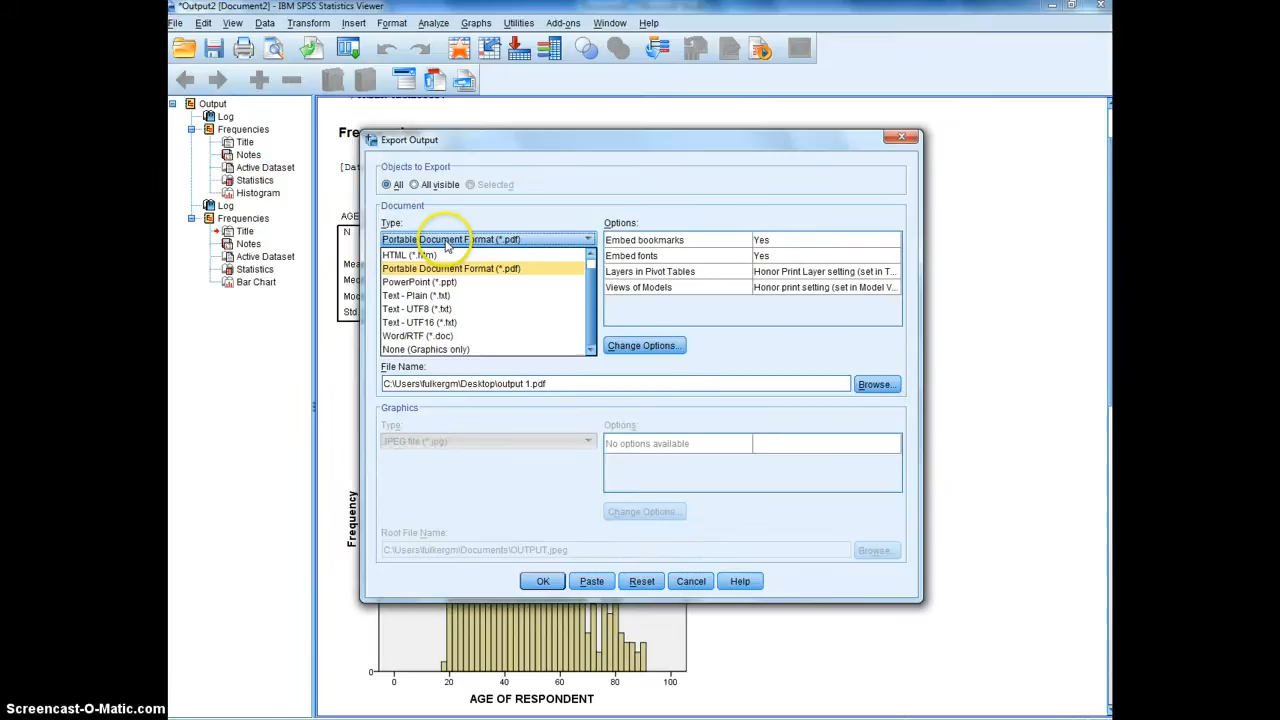 *Output2 [Document2] - IBM SPSS Statistics Viewer
File Edit View Data Transform Insert Format Analyze Graphs Utilities Add-ons Window Help
Output
Log
Frequencies
Title
Notes
Active Dataset
Statistics
Histogram
Log
Frequencies
Title
Notes
Active Dataset
Statistics
Bar Chart
Export Output
Objects to Export
All All visible Selected
Document
Type:
Portable Document Format (*.pdf)
HTML (*.htm)
Portable Document Format (*.pdf)
PowerPoint (*.ppt)
Text - Plain (*.txt)
Text - UTF8 (*.txt)
Text - UTF16 (*.txt)
Word/RTF (*.doc)
None (Graphics only)
Options:
Embed bookmarks Yes
Embed fonts Yes
Layers in Pivot Tables Honor Print Layer setting (set in T...
Views of Models Honor print setting (set in Model V...
Change Options...
File Name:
C:\Users\fulkergm\Desktop\output 1.pdf
Browse...
Graphics
Type:
JPEG file (*.jpg)
Options:
No options available
Change Options...
Root File Name:
C:\Users\fulkergm\Documents\OUTPUT.jpeg
Browse...
OK Paste Reset Cancel Help
[Dat
N
Std.
Frequency
0
0 20 40 60 80 100
AGE OF RESPONDENT
Screencast-O-Matic.com